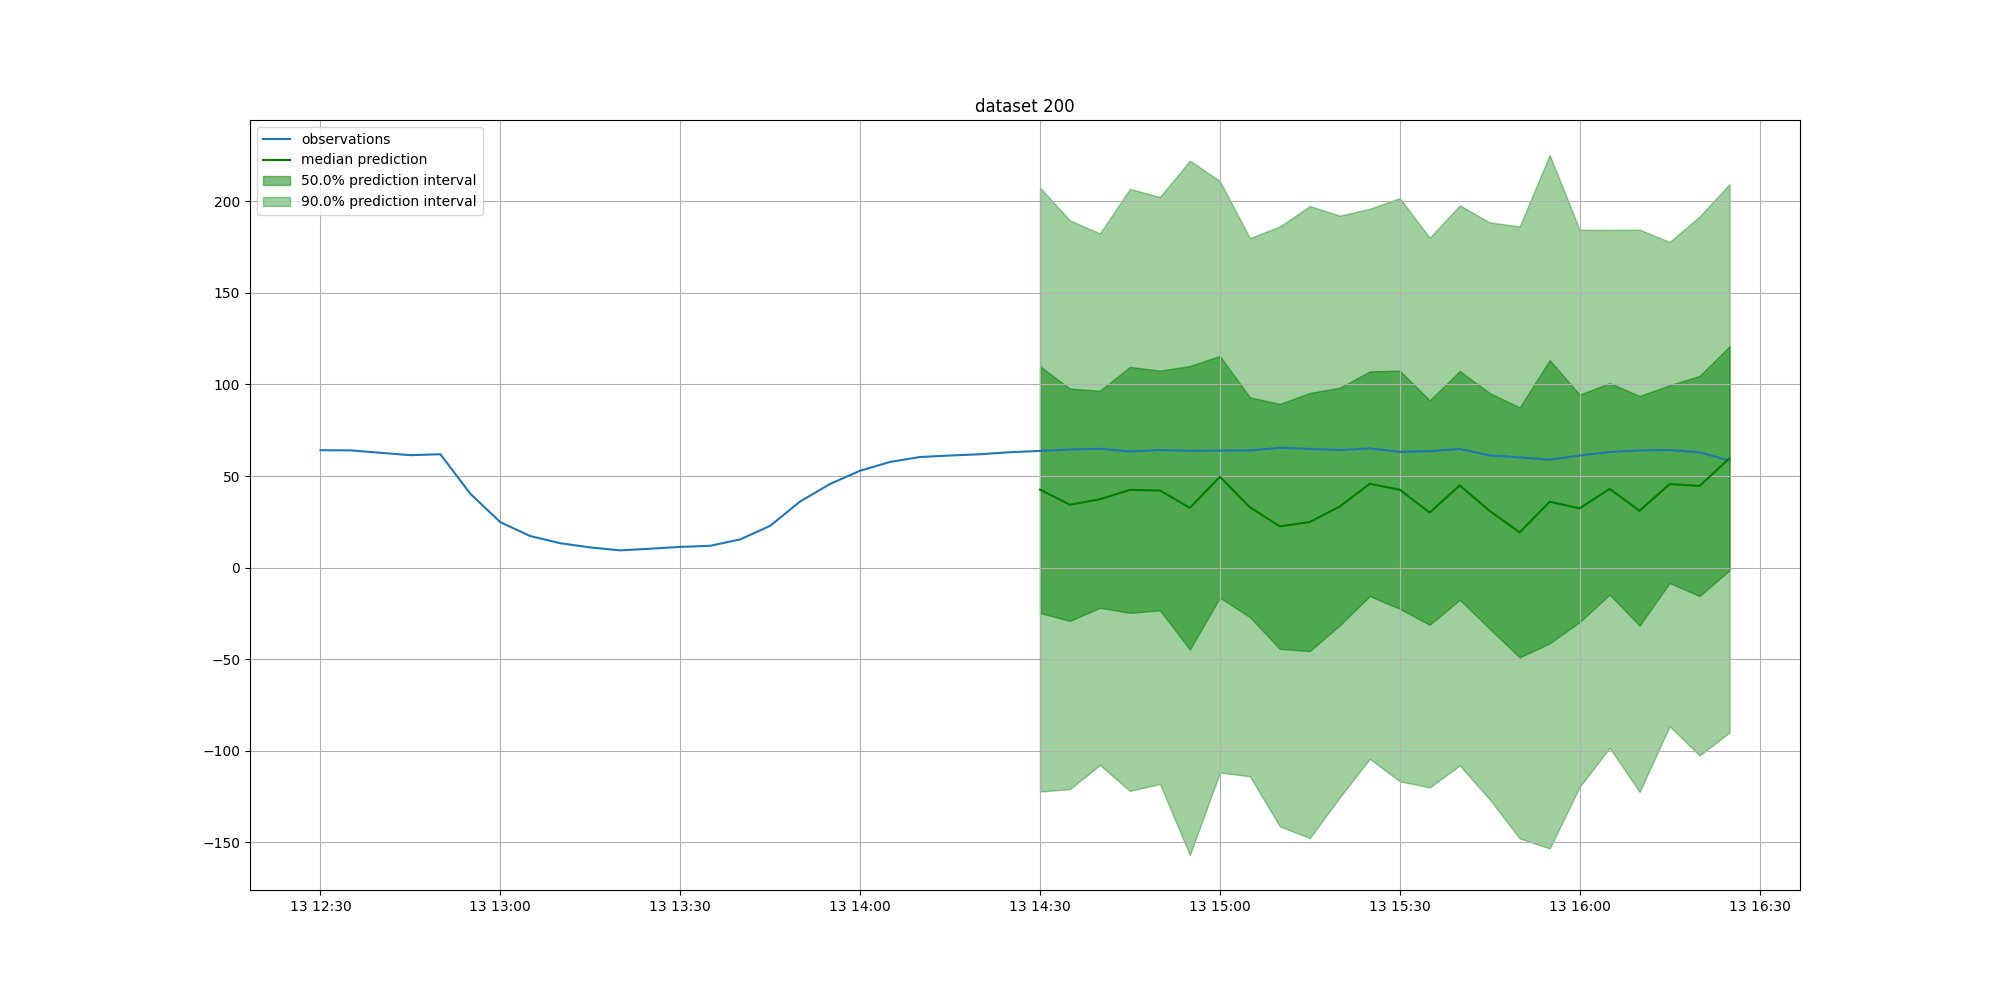 dataset 200
observations
median prediction
50.0% prediction interval
90.0% prediction interval
200
150
100
50
0
−50
−100
−150
13 12:30 13 13:00 13 13:30 13 14:00 13 14:30 13 15:00 13 15:30 13 16:00 13 16:30